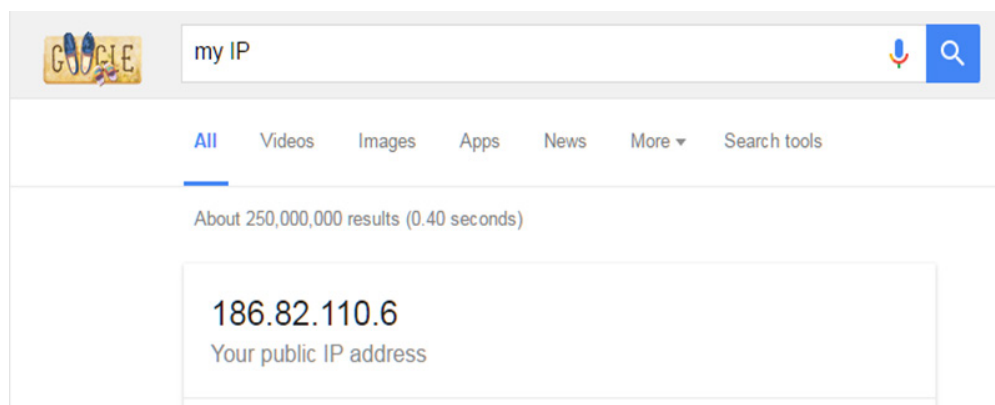 GOOGLE
my IP
All Videos Images Apps News More Search tools
About 250,000,000 results (0.40 seconds)
186.82.110.6
Your public IP address